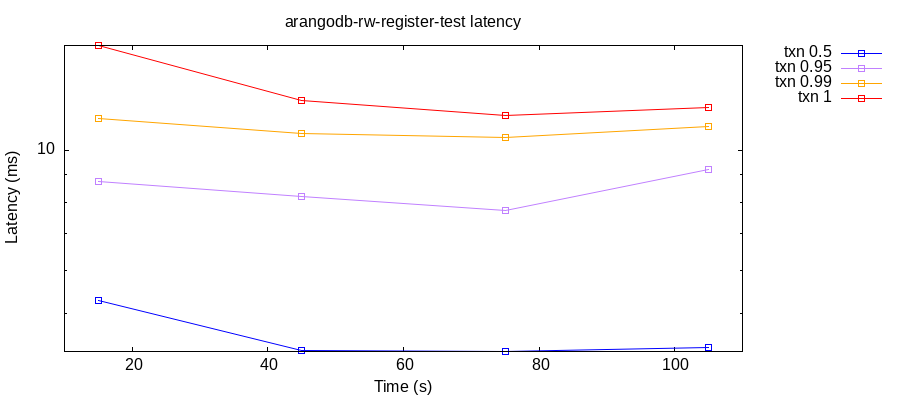 arangodb-rw-register-test latency
txn 0.5
txn 0.95
txn 0.99
txn 1
10
Latency (ms)
20 40 60 80 100
Time (s)